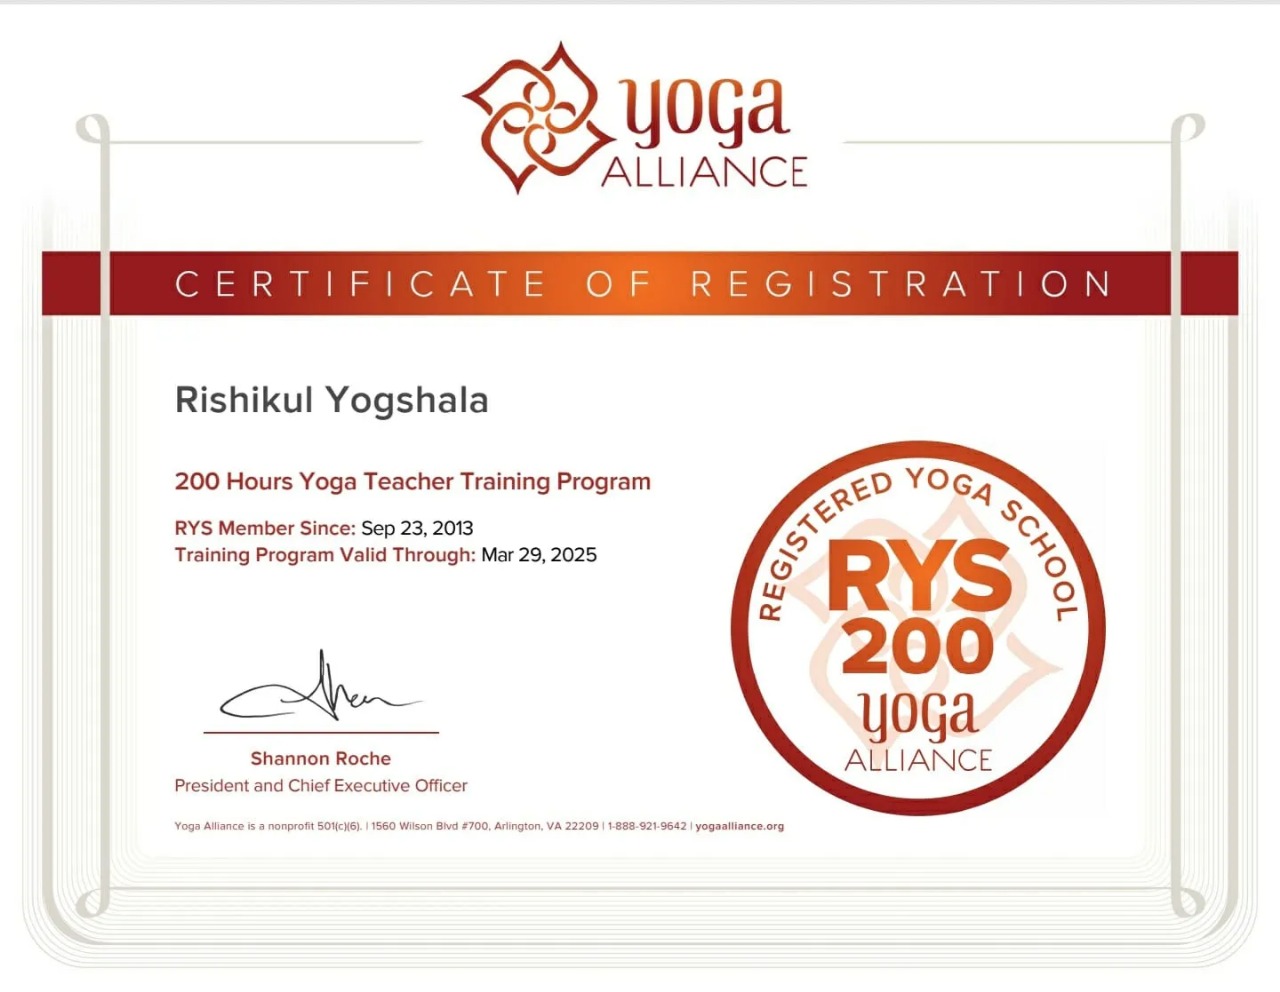 yoga
ALLIANCE
CERTIFICATE OF REGISTRATION
Rishikul Yogshala
200 Hours Yoga Teacher Training Program
RYS Member Since: Sep 23, 2013
Training Program Valid Through: Mar 29, 2025
REGISTERED YOGA SCHOOL
RYS
200
yoga
ALLIANCE
Shannon Roche
President and Chief Executive Officer
Yoga Alliance is a nonprofit 501(c)(6). | 1560 Wilson Blvd #700, Arlington, VA 22209 | 1-888-921-9642 | yogaalliance.org